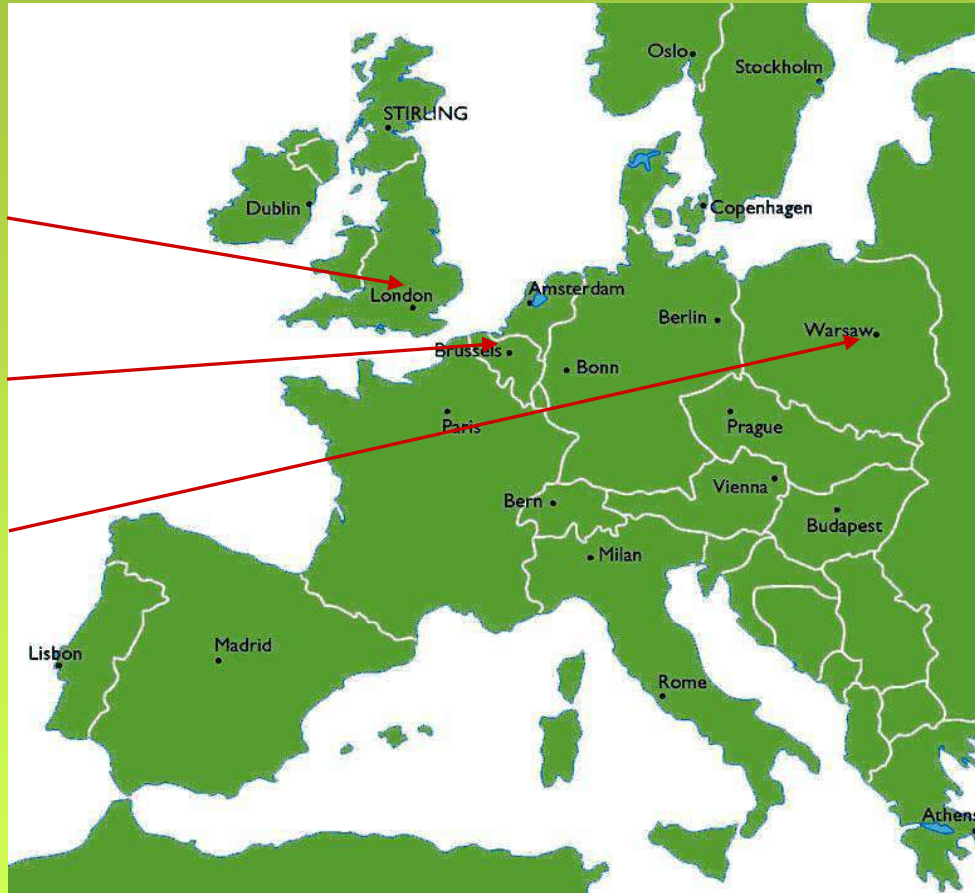 Oslo
Stockholm
STIRLING
Dublin
Copenhagen
London
Amsterdam
Berlin
Warsaw
Brussels
Bonn
Paris
Prague
Vienna
Bern
Budapest
Milan
Madrid
Lisbon
Rome
Athens